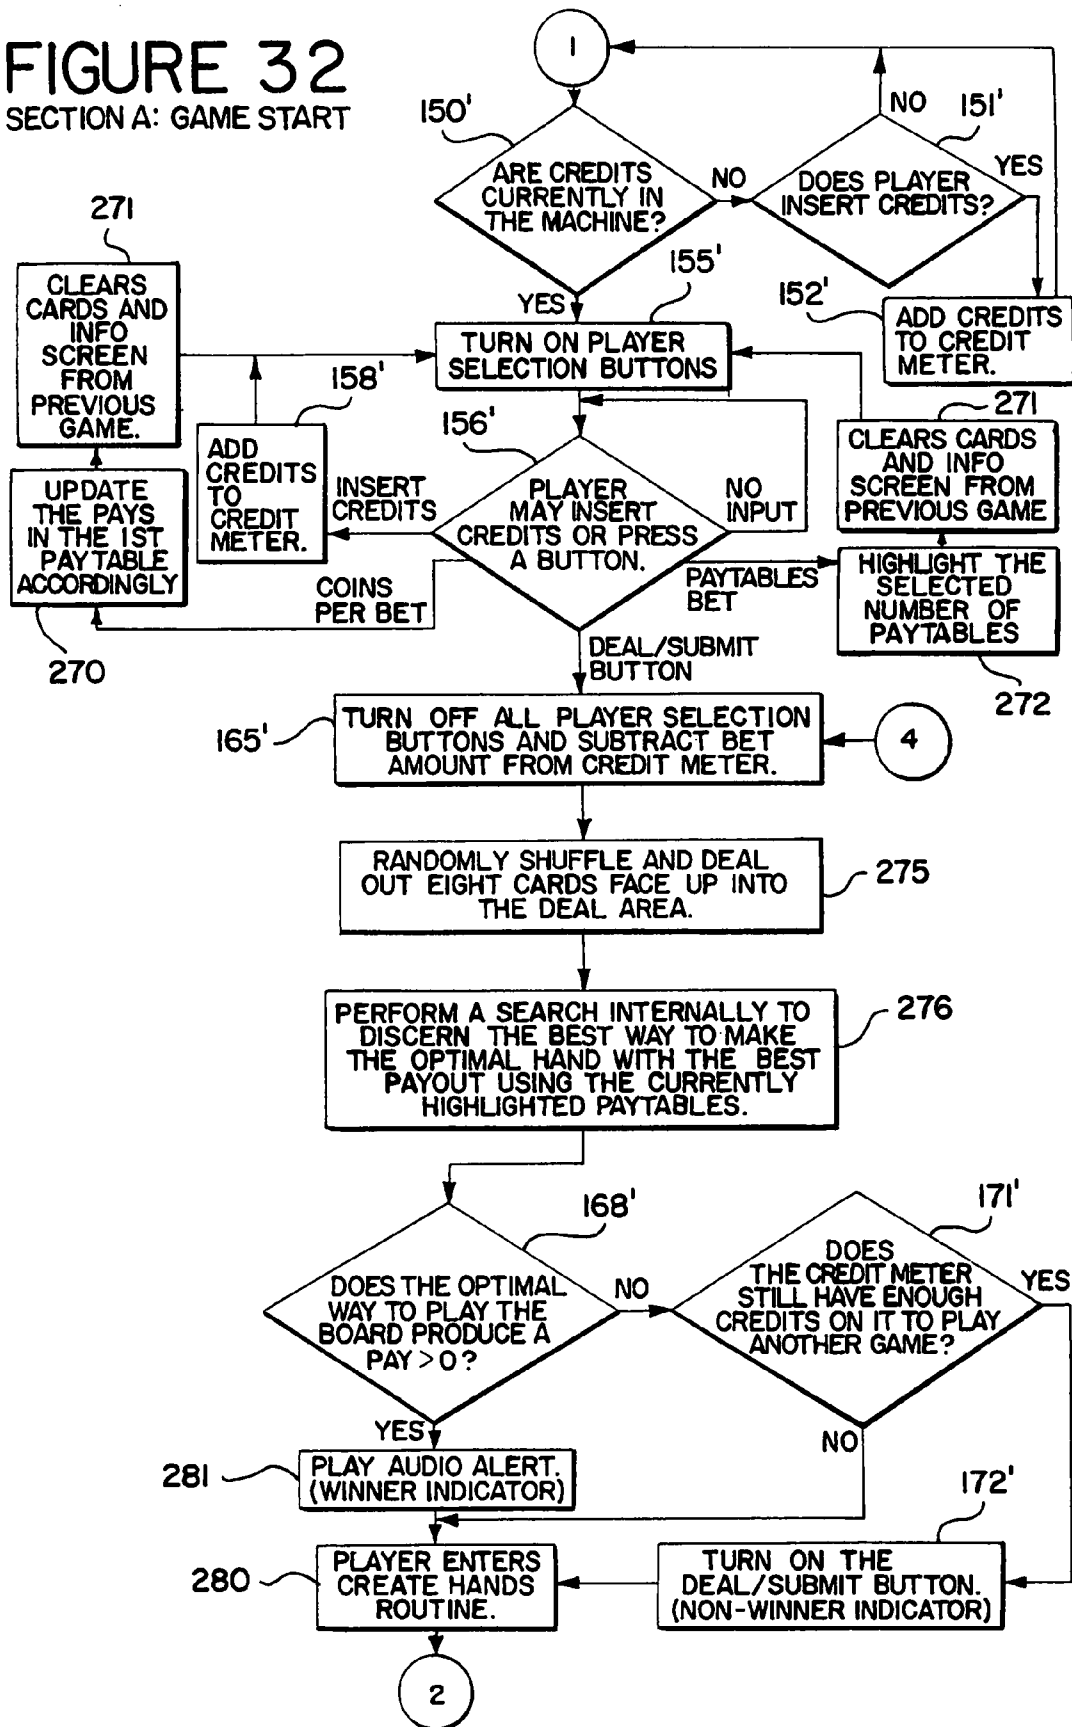 FIGURE 32
SECTION A: GAME START
1
150'
ARE CREDITS
CURRENTLY IN
THE MACHINE?
NO
151'
NO
YES
DOES PLAYER
INSERT CREDITS?
152'
ADD CREDITS
TO CREDIT
METER.
YES
155'
TURN ON PLAYER
SELECTION BUTTONS
271
CLEARS
CARDS AND
INFO
SCREEN
FROM
PREVIOUS
GAME.
158'
ADD
CREDITS
TO
CREDIT
METER.
INSERT
CREDITS
156'
PLAYER
MAY INSERT
CREDITS OR PRESS
A BUTTON.
NO
INPUT
271
CLEARS CARDS
AND INFO
SCREEN FROM
PREVIOUS GAME
UPDATE
THE PAYS
IN THE 1ST
PAYTABLE
ACCORDINGLY
270
COINS
PER BET
PAYTABLES
BET
HIGHLIGHT THE
SELECTED
NUMBER OF
PAYTABLES
272
DEAL/SUBMIT
BUTTON
165'
TURN OFF ALL PLAYER SELECTION
BUTTONS AND SUBTRACT BET
AMOUNT FROM CREDIT METER.
4
RANDOMLY SHUFFLE AND DEAL
OUT EIGHT CARDS FACE UP INTO
THE DEAL AREA.
275
PERFORM A SEARCH INTERNALLY TO
DISCERN THE BEST WAY TO MAKE
THE OPTIMAL HAND WITH THE BEST
PAYOUT USING THE CURRENTLY
HIGHLIGHTED PAYTABLES.
276
168'
DOES THE OPTIMAL
WAY TO PLAY THE
BOARD PRODUCE A
PAY > 0?
NO
171'
DOES
THE CREDIT METER
STILL HAVE ENOUGH
CREDITS ON IT TO PLAY
ANOTHER GAME?
YES
YES
NO
281
PLAY AUDIO ALERT.
(WINNER INDICATOR)
172'
280
PLAYER ENTERS
CREATE HANDS
ROUTINE.
TURN ON THE
DEAL/SUBMIT BUTTON.
(NON-WINNER INDICATOR)
2